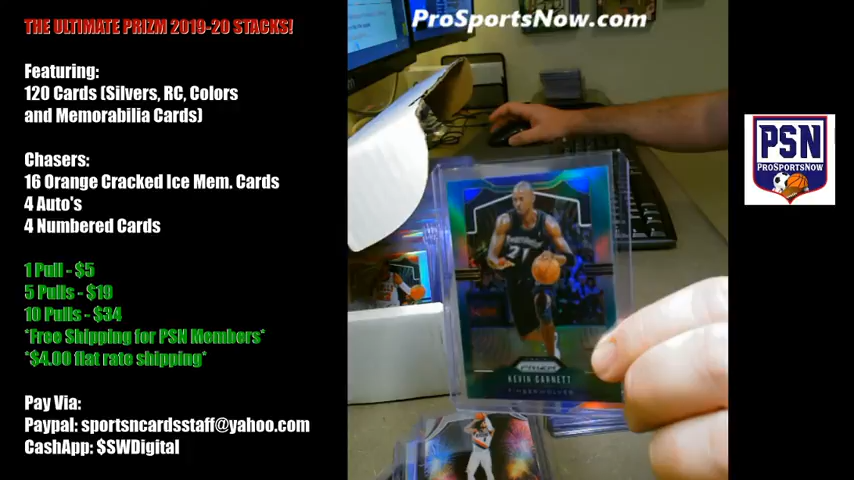 THE ULTIMATE PRIZM 2019-20 STACKS!
Featuring:
120 Cards (Silvers, RC, Colors
and Memorabilia Cards)
Chasers:
16 Orange Cracked Ice Mem. Cards
4 Auto's
4 Numbered Cards
1 Pull - $5
5 Pulls - $19
10 Pulls - $34
*Free Shipping for PSN Members*
*$4.00 flat rate shipping*
Pay Via:
Paypal: sportsncardsstaff@yahoo.com
CashApp: $SWDigital
ProSportsNow.com
21
PRIZM
KEVIN GARNETT
TIMBERWOLVES
PSN
PROSPORTSNOW